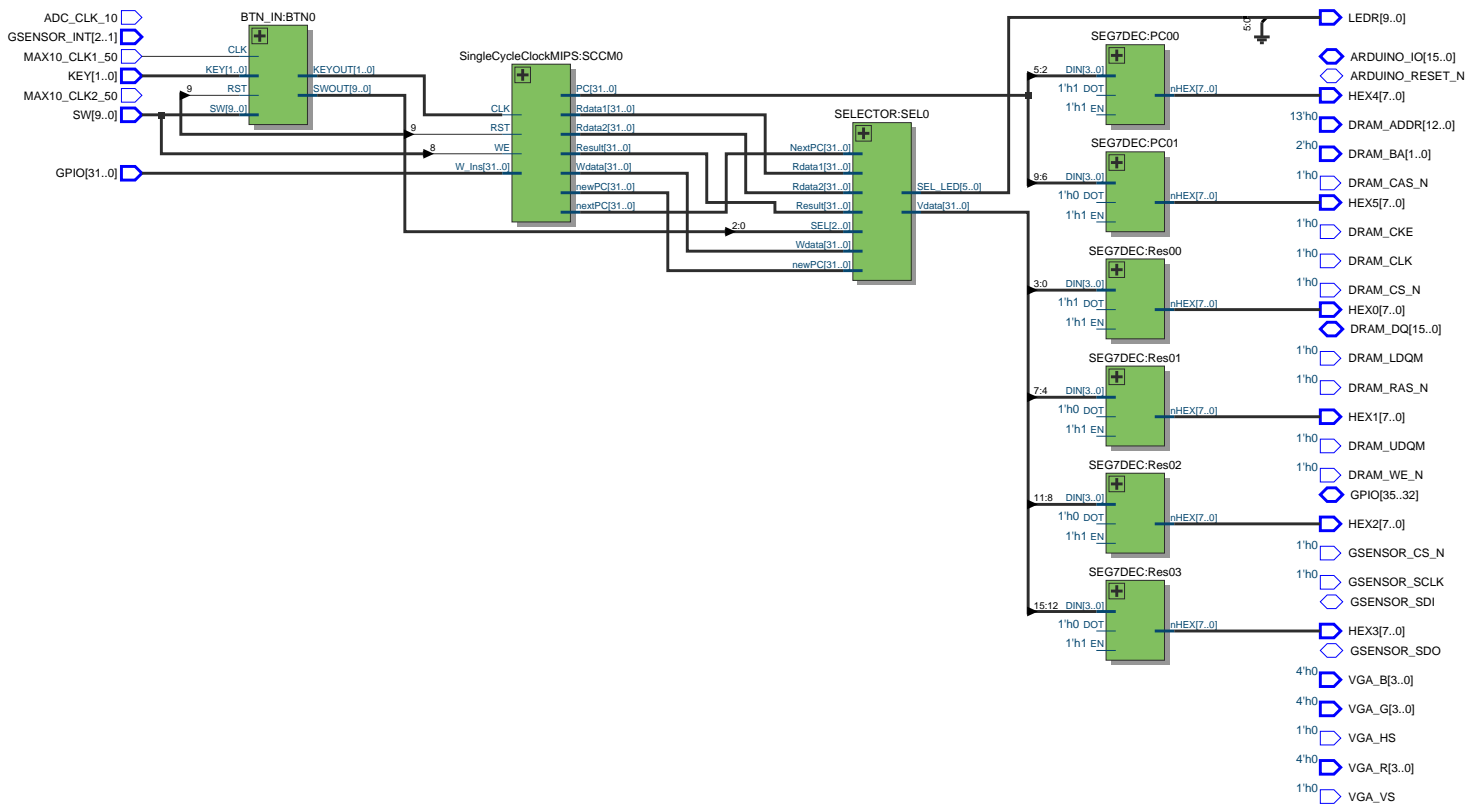 ADC_CLK_10
GSENSOR_INT[2..1]
MAX10_CLK1_50
KEY[1..0]
MAX10_CLK2_50
SW[9..0]
GPIO[31..0]
BTN_IN:BTN0
CLK
KEY[1..0]
9
RST
SW[9..0]
KEYOUT[1..0]
SWOUT[9..0]
9
8
SingleCycleClockMIPS:SCCM0
CLK
RST
WE
W_Ins[31..0]
PC[31..0]
Rdata1[31..0]
Rdata2[31..0]
Result[31..0]
Wdata[31..0]
newPC[31..0]
nextPC[31..0]
2:0
SELECTOR:SEL0
NextPC[31..0]
Rdata1[31..0]
Rdata2[31..0]
Result[31..0]
SEL[2..0]
Wdata[31..0]
newPC[31..0]
SEL_LED[5..0]
Vdata[31..0]
SEG7DEC:PC00
5:2
DIN[3..0]
1'h1 DOT
1'h1 EN
nHEX[7..0]
SEG7DEC:PC01
9:6
DIN[3..0]
1'h0 DOT
1'h1 EN
nHEX[7..0]
SEG7DEC:Res00
3:0
DIN[3..0]
1'h1 DOT
1'h1 EN
nHEX[7..0]
SEG7DEC:Res01
7:4
DIN[3..0]
1'h0 DOT
1'h1 EN
nHEX[7..0]
SEG7DEC:Res02
11:8
DIN[3..0]
1'h0 DOT
1'h1 EN
nHEX[7..0]
SEG7DEC:Res03
15:12
DIN[3..0]
1'h0 DOT
1'h1 EN
nHEX[7..0]
5:0
LEDR[9..0]
ARDUINO_IO[15..0]
ARDUINO_RESET_N
HEX4[7..0]
13'h0 DRAM_ADDR[12..0]
2'h0 DRAM_BA[1..0]
1'h0 DRAM_CAS_N
HEX5[7..0]
1'h0 DRAM_CKE
1'h0 DRAM_CLK
1'h0 DRAM_CS_N
HEX0[7..0]
DRAM_DQ[15..0]
1'h0 DRAM_LDQM
1'h0 DRAM_RAS_N
HEX1[7..0]
1'h0 DRAM_UDQM
1'h0 DRAM_WE_N
GPIO[35..32]
HEX2[7..0]
1'h0 GSENSOR_CS_N
1'h0 GSENSOR_SCLK
GSENSOR_SDI
HEX3[7..0]
GSENSOR_SDO
4'h0 VGA_B[3..0]
4'h0 VGA_G[3..0]
1'h0 VGA_HS
4'h0 VGA_R[3..0]
1'h0 VGA_VS